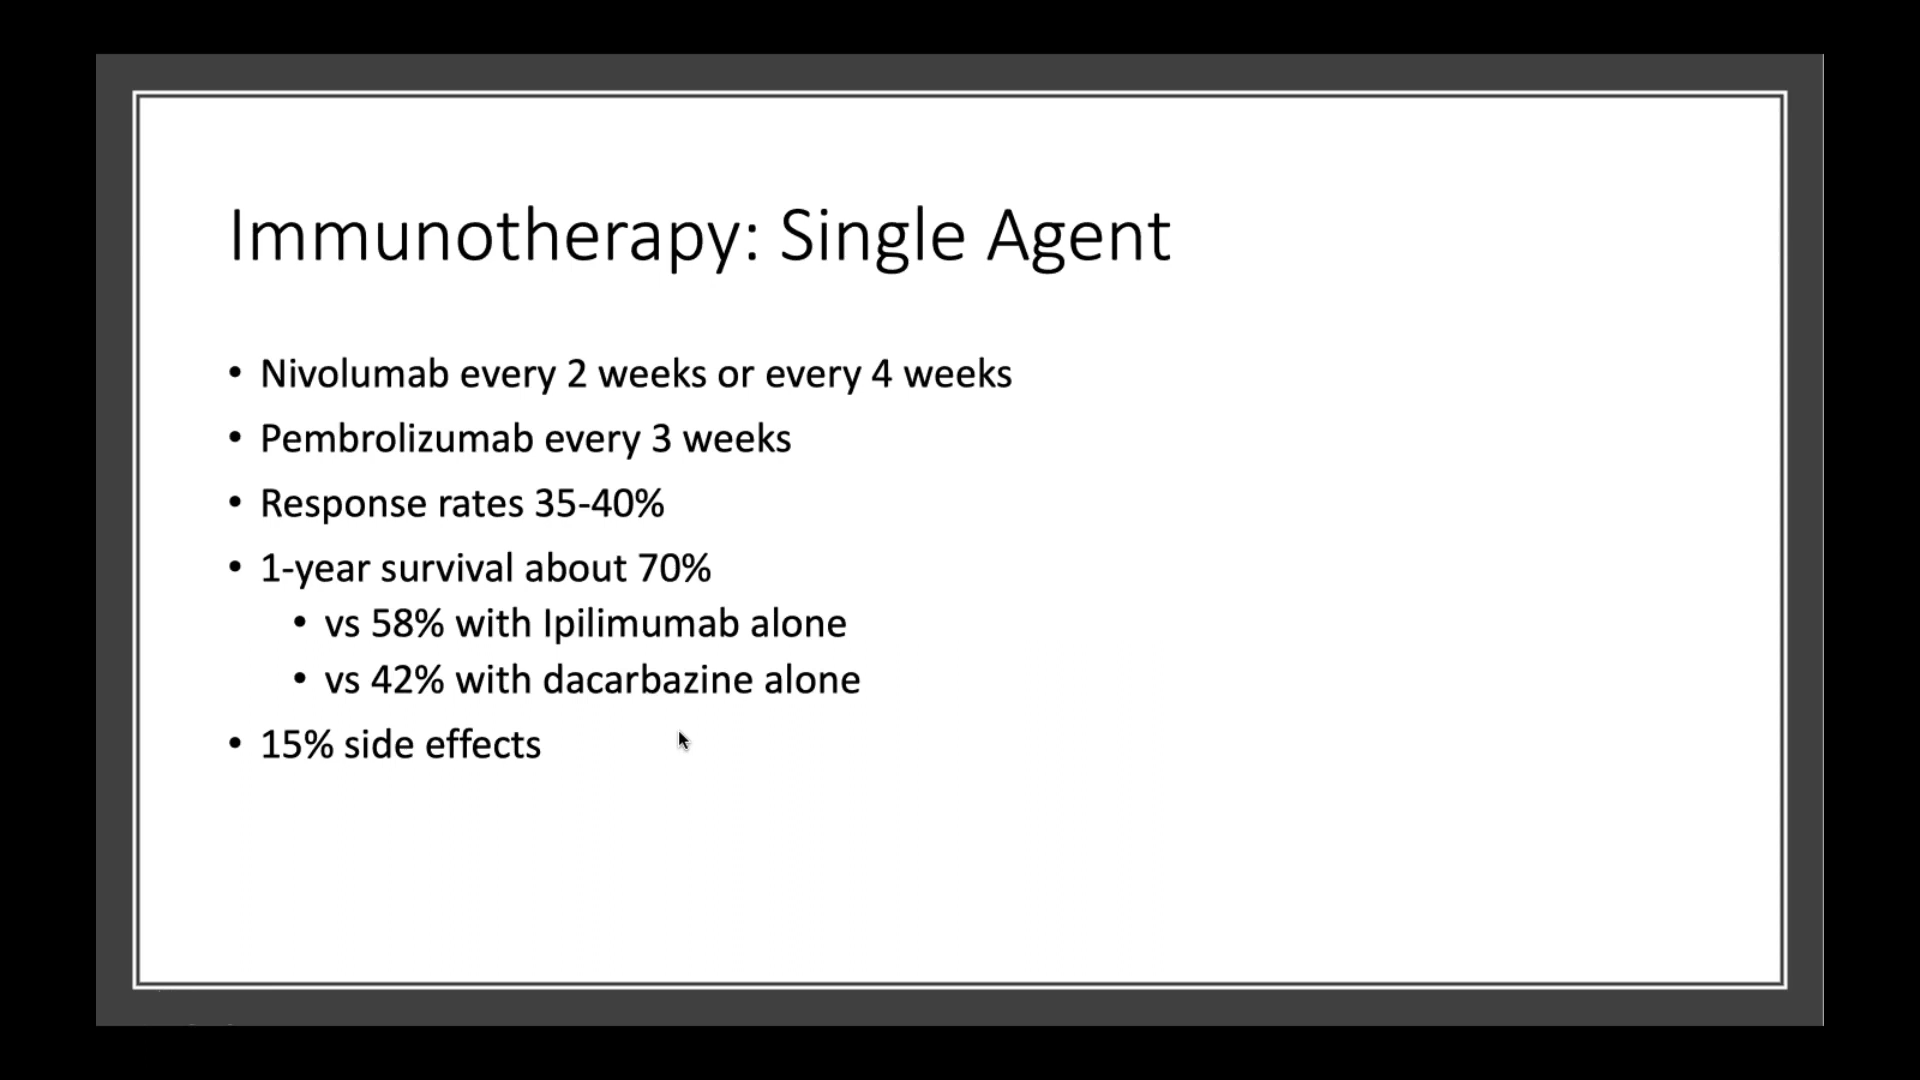 Immunotherapy: Single Agent
• Nivolumab every 2 weeks or every 4 weeks
• Pembrolizumab every 3 weeks
• Response rates 35-40%
• 1-year survival about 70%
• vs 58% with Ipilimumab alone
• vs 42% with dacarbazine alone
• 15% side effects